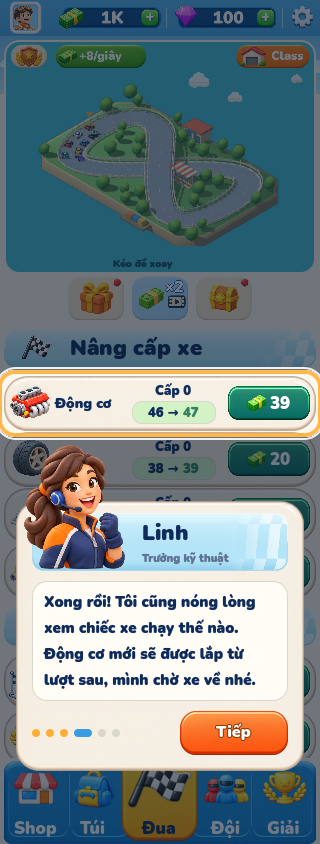 1K
100
+8/giây
Class
Kéo để xoay
x2
Nâng cấp xe
Động cơ
Cấp 0
46 → 47
39
Cấp 0
38 → 39
20
Linh
Trưởng kỹ thuật
Xong rồi! Tôi cũng nóng lòng
xem chiếc xe chạy thế nào.
Động cơ mới sẽ được lắp từ
lượt sau, mình chờ xe về nhé.
Tiếp
Shop
Túi
Đua
Đội
Giải